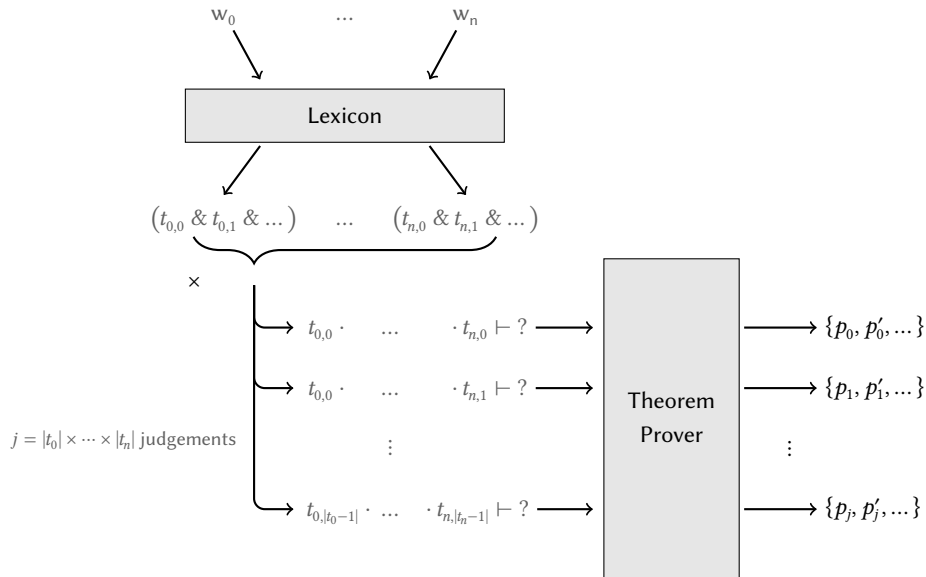 w₀ ... wₙ
Lexicon
(t₀,₀ & t₀,₁ & ...) ... (tₙ,₀ & tₙ,₁ & ...)
×
t₀,₀ · ... · tₙ,₀ ⊢ ? {p₀, p′₀, ...}
t₀,₀ · ... · tₙ,₁ ⊢ ? {p₁, p′₁, ...}
Theorem
Prover
j = |t₀| × ⋯ × |tₙ| judgements ⋮ ⋮
t₀,|t₀₋₁| · ... · tₙ,|tₙ₋₁| ⊢ ? {pⱼ, p′ⱼ, ...}